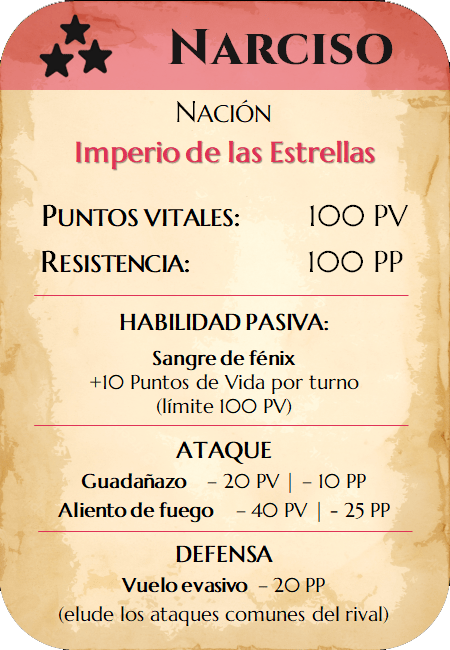 Narciso
Nación
Imperio de las Estrellas
Puntos vitales: 100 PV
Resistencia: 100 PP
HABILIDAD PASIVA:
Sangre de fénix
+10 Puntos de Vida por turno
(límite 100 PV)
ATAQUE
Guadañazo – 20 PV | – 10 PP
Aliento de fuego – 40 PV | - 25 PP
DEFENSA
Vuelo evasivo – 20 PP
(elude los ataques comunes del rival)